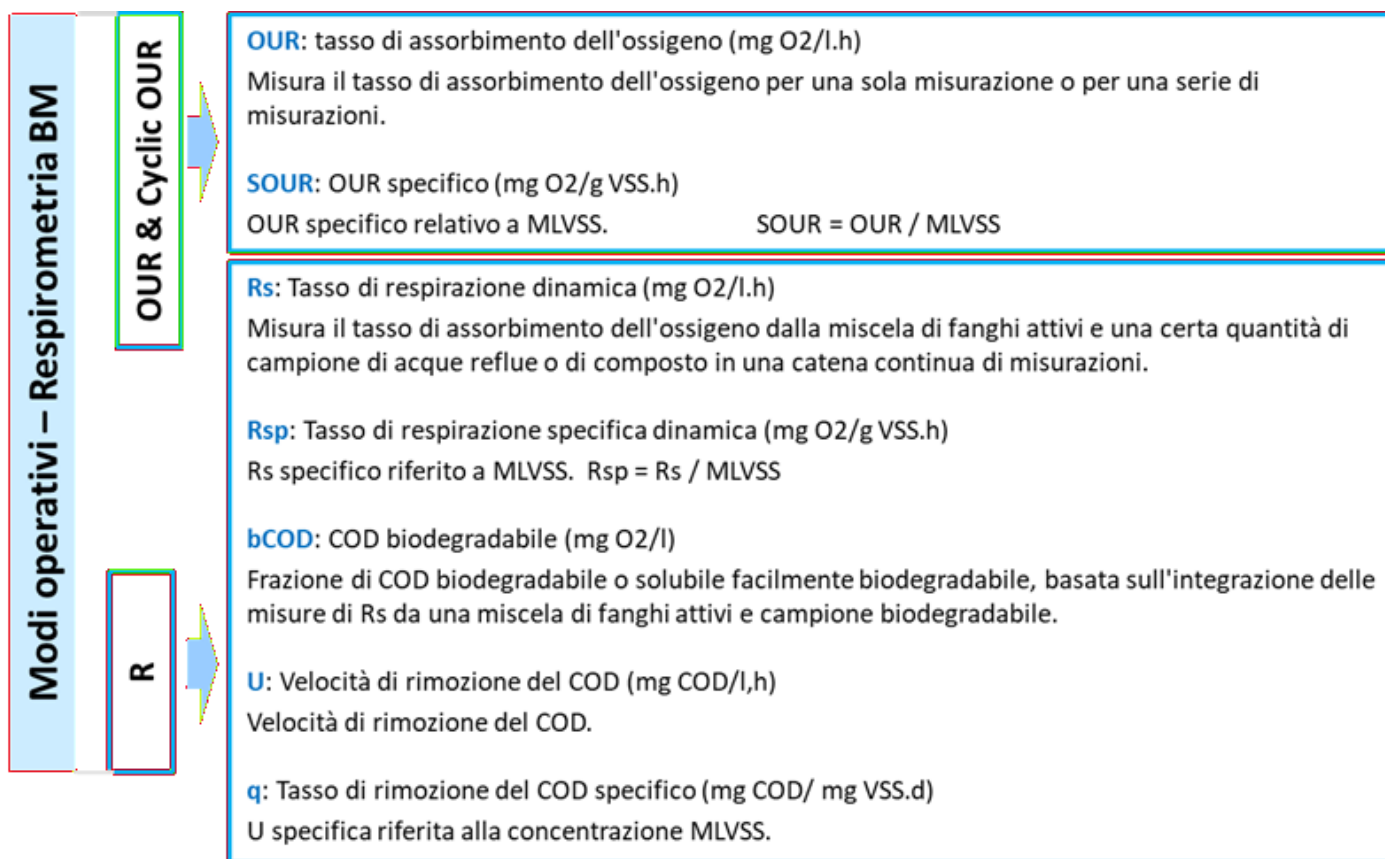 Modi operativi – Respirometria BM
OUR & Cyclic OUR
OUR: tasso di assorbimento dell'ossigeno (mg O2/l.h)
Misura il tasso di assorbimento dell'ossigeno per una sola misurazione o per una serie di
misurazioni.
SOUR: OUR specifico (mg O2/g VSS.h)
OUR specifico relativo a MLVSS. SOUR = OUR / MLVSS
R
Rs: Tasso di respirazione dinamica (mg O2/l.h)
Misura il tasso di assorbimento dell'ossigeno dalla miscela di fanghi attivi e una certa quantità di
campione di acque reflue o di composto in una catena continua di misurazioni.
Rsp: Tasso di respirazione specifica dinamica (mg O2/g VSS.h)
Rs specifico riferito a MLVSS. Rsp = Rs / MLVSS
bCOD: COD biodegradabile (mg O2/l)
Frazione di COD biodegradabile o solubile facilmente biodegradabile, basata sull'integrazione delle
misure di Rs da una miscela di fanghi attivi e campione biodegradabile.
U: Velocità di rimozione del COD (mg COD/l,h)
Velocità di rimozione del COD.
q: Tasso di rimozione del COD specifico (mg COD/ mg VSS.d)
U specifica riferita alla concentrazione MLVSS.